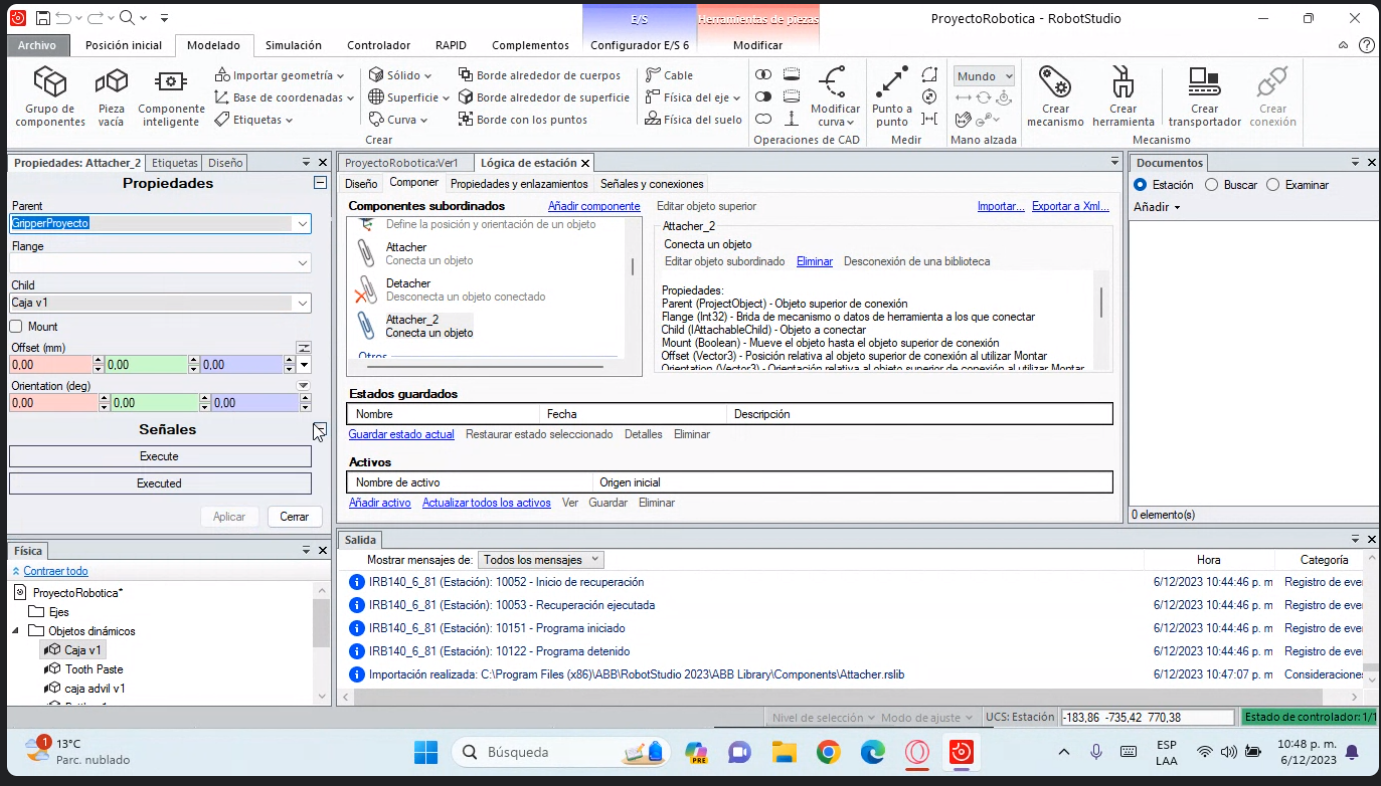 E/S Herramientas de piezas ProyectoRobotica - RobotStudio
Archivo Posición inicial Modelado Simulación Controlador RAPID Complementos Configurador E/S 6 Modificar
Grupo de componentes
Pieza vacía
Componente inteligente
Importar geometría
Base de coordenadas
Etiquetas
Sólido
Superficie
Curva
Borde alrededor de cuerpos
Borde alrededor de superficie
Borde con los puntos
Crear
Cable
Física del eje
Física del suelo
Modificar curva
Operaciones de CAD
Punto a punto
Medir
Mundo
Mano alzada
Crear mecanismo
Crear herramienta
Crear transportador
Crear conexión
Mecanismo
Propiedades: Attacher_2 Etiquetas Diseño
Propiedades
Parent
GripperProyecto
Flange
Child
Caja v1
Mount
Offset (mm)
0,00 0,00 0,00
Orientation (deg)
0,00 0,00 0,00
Señales
Execute
Executed
Aplicar Cerrar
Física
Contraer todo
ProyectoRobotica*
Ejes
Objetos dinámicos
Caja v1
Tooth Paste
caja advil v1
ProyectoRobotica:Ver1 Lógica de estación
Diseño Componer Propiedades y enlazamientos Señales y conexiones
Componentes subordinados Añadir componente
Define la posición y orientación de un objeto
Attacher
Conecta un objeto
Detacher
Desconecta un objeto conectado
Attacher_2
Conecta un objeto
Otros
Editar objeto superior Importar... Exportar a Xml...
Attacher_2
Conecta un objeto
Editar objeto subordinado Eliminar Desconexión de una biblioteca
Propiedades:
Parent (ProjectObject) - Objeto superior de conexión
Flange (Int32) - Brida de mecanismo o datos de herramienta a los que conectar
Child (IAttachableChild) - Objeto a conectar
Mount (Boolean) - Mueve el objeto hasta el objeto superior de conexión
Offset (Vector3) - Posición relativa al objeto superior de conexión al utilizar Montar
Orientation (Vector3) - Orientación relativa al objeto superior de conexión al utilizar Montar
Estados guardados
Nombre Fecha Descripción
Guardar estado actual Restaurar estado seleccionado Detalles Eliminar
Activos
Nombre de activo Origen inicial
Añadir activo Actualizar todos los activos Ver Guardar Eliminar
Documentos
Estación Buscar Examinar
Añadir
0 elemento(s)
Salida
Mostrar mensajes de: Todos los mensajes Hora Categoría
IRB140_6_81 (Estación): 10052 - Inicio de recuperación 6/12/2023 10:44:46 p. m Registro de eve
IRB140_6_81 (Estación): 10053 - Recuperación ejecutada 6/12/2023 10:44:46 p. m Registro de eve
IRB140_6_81 (Estación): 10151 - Programa iniciado 6/12/2023 10:44:46 p. m Registro de eve
IRB140_6_81 (Estación): 10122 - Programa detenido 6/12/2023 10:44:46 p. m Registro de eve
Importación realizada: C:\Program Files (x86)\ABB\RobotStudio 2023\ABB Library\Components\Attacher.rslib 6/12/2023 10:47:07 p. m Consideracione
Nivel de selección Modo de ajuste UCS: Estación -183,86 -735,42 770,38 Estado de controlador: 1/1
1
13°C
Parc. nublado
Búsqueda
PRE
ESP
LAA
10:48 p. m.
6/12/2023